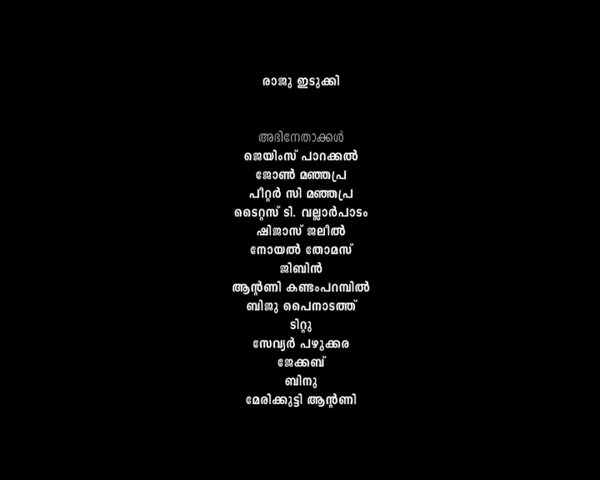 രാജു ഇടുക്കി
അഭിനേതാക്കൾ
ജെയിംസ് പാറക്കൽ
ജോൺ മഞ്ഞപ്ര
പീറ്റർ സി മഞ്ഞപ്ര
ടൈറ്റസ് ടി. വല്ലാർപാടം
ഷിജാസ് ജലീൽ
നോയൽ തോമസ്
ജിബിൻ
ആന്റണി കണ്ടംപറമ്പിൽ
ബിജു പൈനാടത്ത്
ടിറ്റു
സേവ്യർ പഴുക്കര
ജേക്കബ്
ബിനു
മേരിക്കുട്ടി ആന്റണി